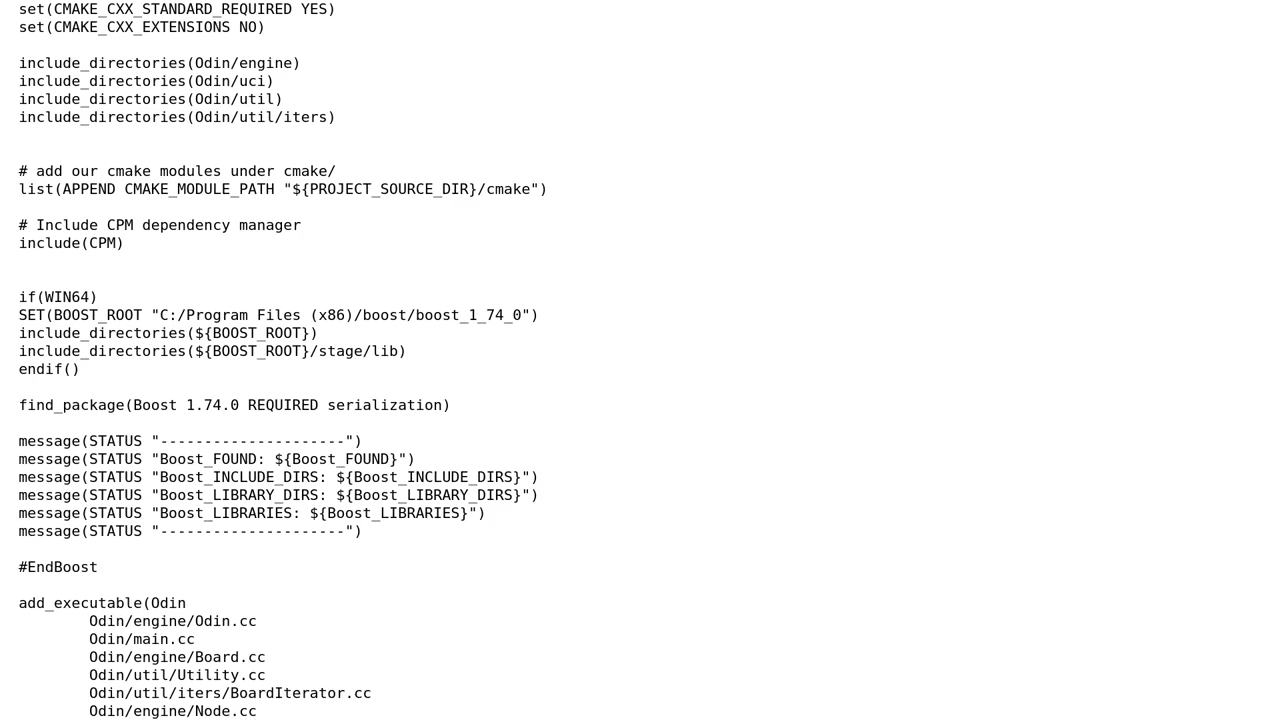 set(CMAKE_CXX_STANDARD_REQUIRED YES)
set(CMAKE_CXX_EXTENSIONS NO)

include_directories(Odin/engine)
include_directories(Odin/uci)
include_directories(Odin/util)
include_directories(Odin/util/iters)


# add our cmake modules under cmake/
list(APPEND CMAKE_MODULE_PATH "${PROJECT_SOURCE_DIR}/cmake")

# Include CPM dependency manager
include(CPM)


if(WIN64)
SET(BOOST_ROOT "C:/Program Files (x86)/boost/boost_1_74_0")
include_directories(${BOOST_ROOT})
include_directories(${BOOST_ROOT}/stage/lib)
endif()

find_package(Boost 1.74.0 REQUIRED serialization)

message(STATUS "---------------------")
message(STATUS "Boost_FOUND: ${Boost_FOUND}")
message(STATUS "Boost_INCLUDE_DIRS: ${Boost_INCLUDE_DIRS}")
message(STATUS "Boost_LIBRARY_DIRS: ${Boost_LIBRARY_DIRS}")
message(STATUS "Boost_LIBRARIES: ${Boost_LIBRARIES}")
message(STATUS "---------------------")

#EndBoost

add_executable(Odin
        Odin/engine/Odin.cc
        Odin/main.cc
        Odin/engine/Board.cc
        Odin/util/Utility.cc
        Odin/util/iters/BoardIterator.cc
        Odin/engine/Node.cc